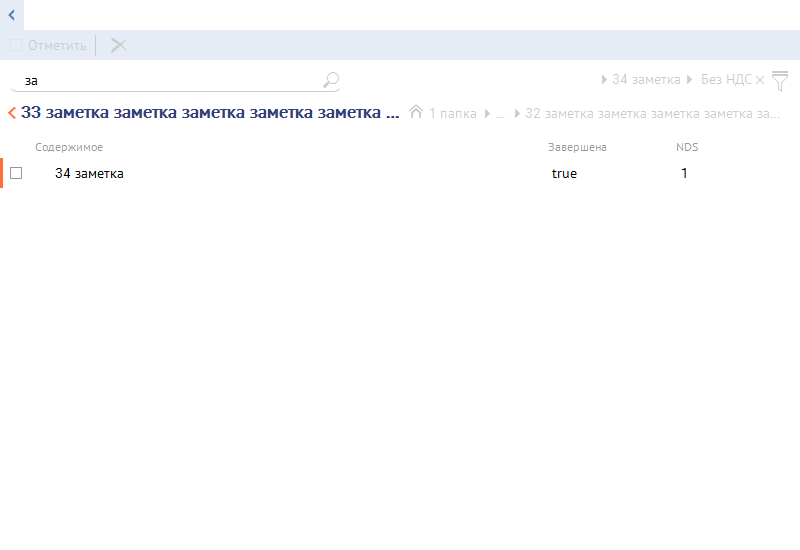 Отметить
за
34 заметка Без НДС
33 заметка заметка заметка заметка заметка ... 1 папка ... 32 заметка заметка заметка заметка за...
Содержимое Завершена NDS
34 заметка true 1